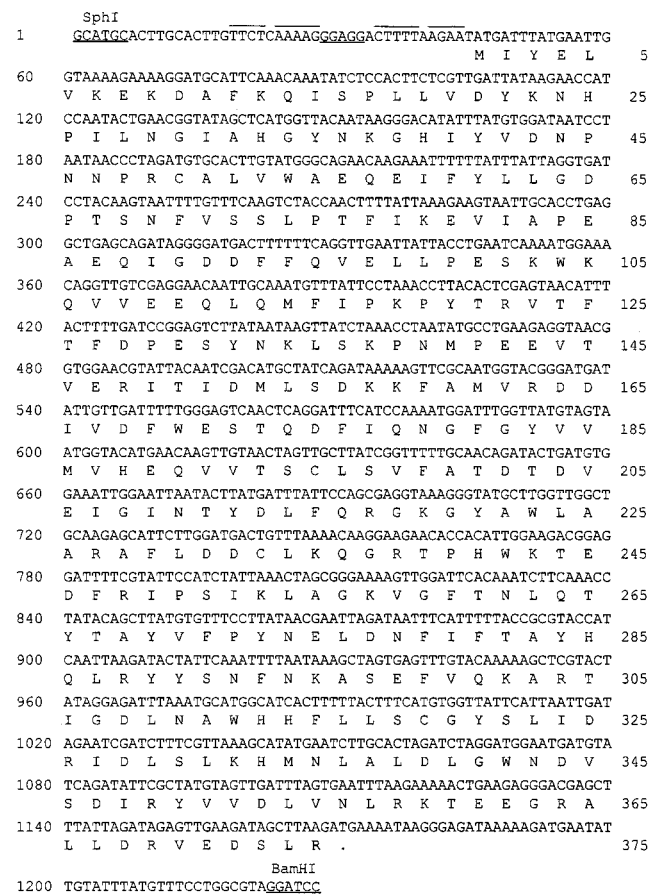 SphI
1 GCATGCACTTGCACTTGTTCTCAAAAGGGAGGACTTTTAAGAATATGATTTATGAATTG
M I Y E L 5
60 GTAAAAGAAAAGGATGCATTCAAACAAATATCTCCACTTCTCGTTGATTATAAGAACCAT
V K E K D A F K Q I S P L L V D Y K N H 25
120 CCAATACTGAACGGTATAGCTCATGGTTACAATAAGGGACATATTTATGTGGATAATCCT
P I L N G I A H G Y N K G H I Y V D N P 45
180 AATAACCCTAGATGTGCACTTGTATGGGCAGAACAAGAAATTTTTTATTTATTAGGTGAT
N N P R C A L V W A E Q E I F Y L L G D 65
240 CCTACAAGTAATTTTGTTTCAAGTCTACCAACTTTTATTAAAGAAGTAATTGCACCTGAG
P T S N F V S S L P T F I K E V I A P E 85
300 GCTGAGCAGATAGGGGATGACTTTTTTCAGGTTGAATTATTACCTGAATCAAAATGGAAA
A E Q I G D D F F Q V E L L P E S K W K 105
360 CAGGTTGTCGAGGAACAATTGCAAATGTTTATTCCTAAACCTTACACTCGAGTAACATTT
Q V V E E Q L Q M F I P K P Y T R V T F 125
420 ACTTTTGATCCGGAGTCTTATAATAAGTTATCTAAACCTAATATGCCTGAAGAGGTAACG
T F D P E S Y N K L S K P N M P E E V T 145
480 GTGGAACGTATTACAATCGACATGCTATCAGATAAAAAGTTCGCAATGGTACGGGATGAT
V E R I T I D M L S D K K F A M V R D D 165
540 ATTGTTGATTTTTGGGAGTCAACTCAGGATTTCATCCAAAATGGATTTGGTTATGTAGTA
I V D F W E S T Q D F I Q N G F G Y V V 185
600 ATGGTACATGAACAAGTTGTAACTAGTTGCTTATCGGTTTTTGCAACAGATACTGATGTG
M V H E Q V V T S C L S V F A T D T D V 205
660 GAAATTGGAATTAATACTTATGATTTATTCCAGCGAGGTAAAGGGTATGCTTGGTTGGCT
E I G I N T Y D L F Q R G K G Y A W L A 225
720 GCAAGAGCATTCTTGGATGACTGTTTAAAACAAGGAAGAACACCACATTGGAAGACGGAG
A R A F L D D C L K Q G R T P H W K T E 245
780 GATTTTCGTATTCCATCTATTAAACTAGCGGGAAAAGTTGGATTCACAAATCTTCAAACC
D F R I P S I K L A G K V G F T N L Q T 265
840 TATACAGCTTATGTGTTTCCTTATAACGAATTAGATAATTTCATTTTTACCGCGTACCAT
Y T A Y V F P Y N E L D N F I F T A Y H 285
900 CAATTAAGATACTATTCAAATTTTAATAAAGCTAGTGAGTTTGTACAAAAAGCTCGTACT
Q L R Y Y S N F N K A S E F V Q K A R T 305
960 ATAGGAGATTTAAATGCATGGCATCACTTTTTACTTTCATGTGGTTATTCATTAATTGAT
I G D L N A W H H F L L S C G Y S L I D 325
1020 AGAATCGATCTTTCGTTAAAGCATATGAATCTTGCACTAGATCTAGGATGGAATGATGTA
R I D L S L K H M N L A L D L G W N D V 345
1080 TCAGATATTCGCTATGTAGTTGATTTAGTGAATTTAAGAAAAACTGAAGAGGGACGAGCT
S D I R Y V V D L V N L R K T E E G R A 365
1140 TTATTAGATAGAGTTGAAGATAGCTTAAGATGAAAATAAGGGAGATAAAAAGATGAATAT
L L D R V E D S L R . 375
BamHI
1200 TGTATTTATGTTTCCTGGCGTAGGATCC